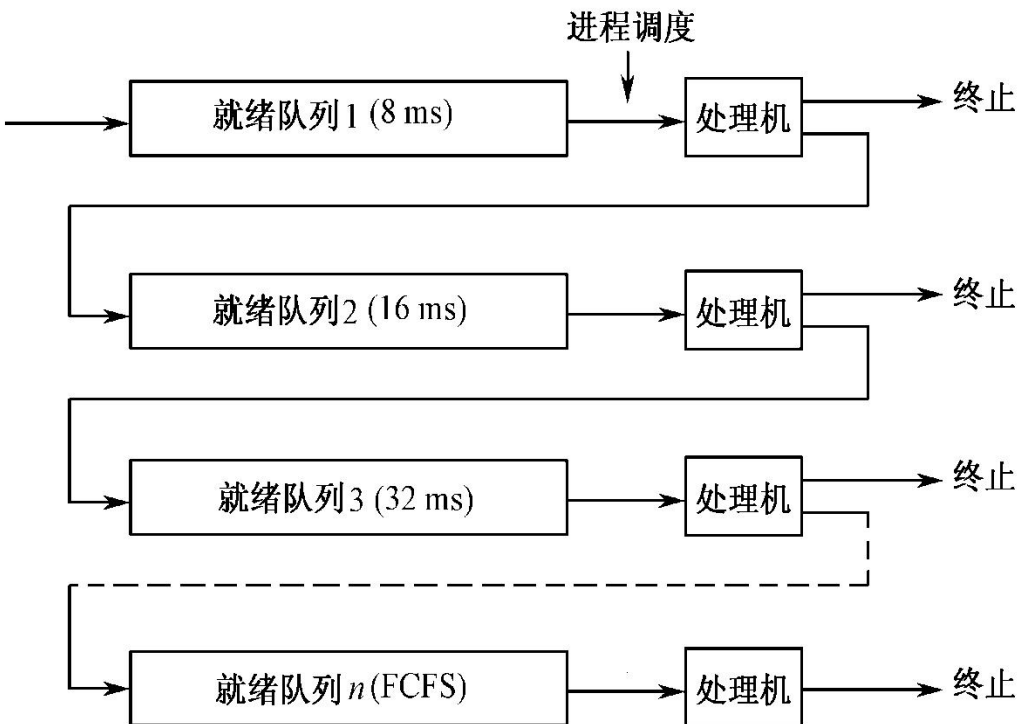 进程调度
就绪队列1 (8 ms)
处理机
终止
就绪队列2 (16 ms)
处理机
终止
就绪队列3 (32 ms)
处理机
终止
就绪队列n(FCFS)
处理机
终止